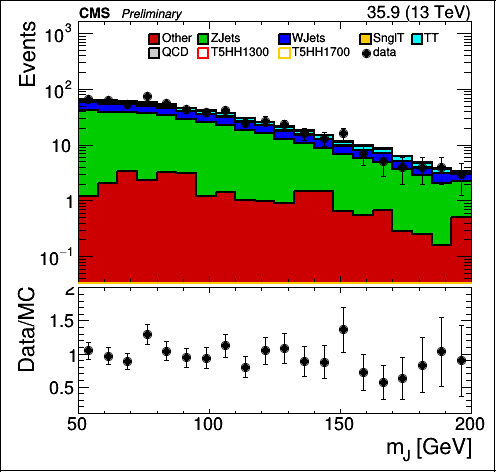 CMS Preliminary 35.9 (13 TeV)
Other ZJets WJets SnglT TT
QCD T5HH1300 T5HH1700 data
Events
10³
10²
10
1
10⁻¹
Data/MC
2
1.5
1
0.5
50 100 150 200
m_J [GeV]